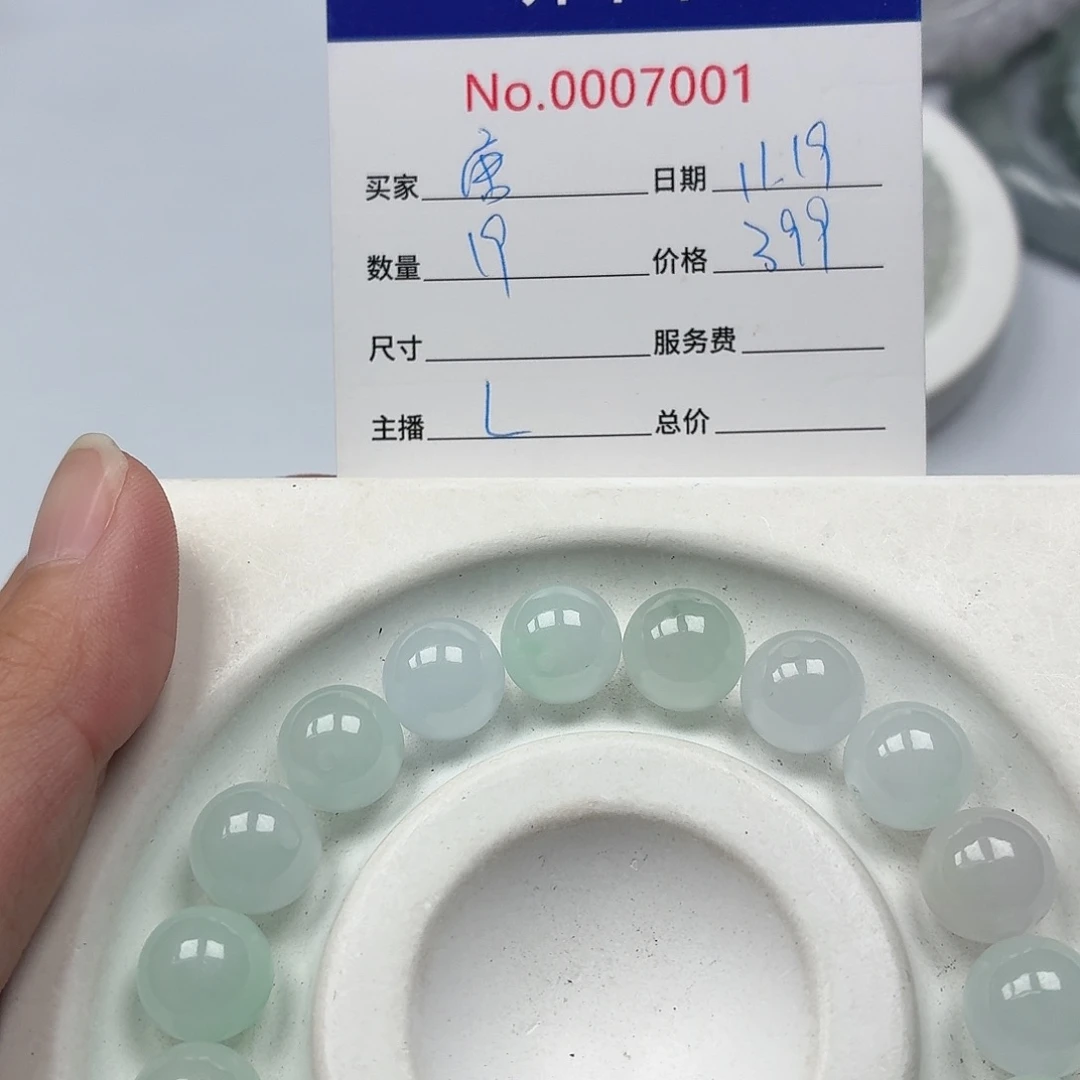 No.0007001
买家 康 日期 11.19
数量 19 价格 399
尺寸 服务费
主播 L 总价